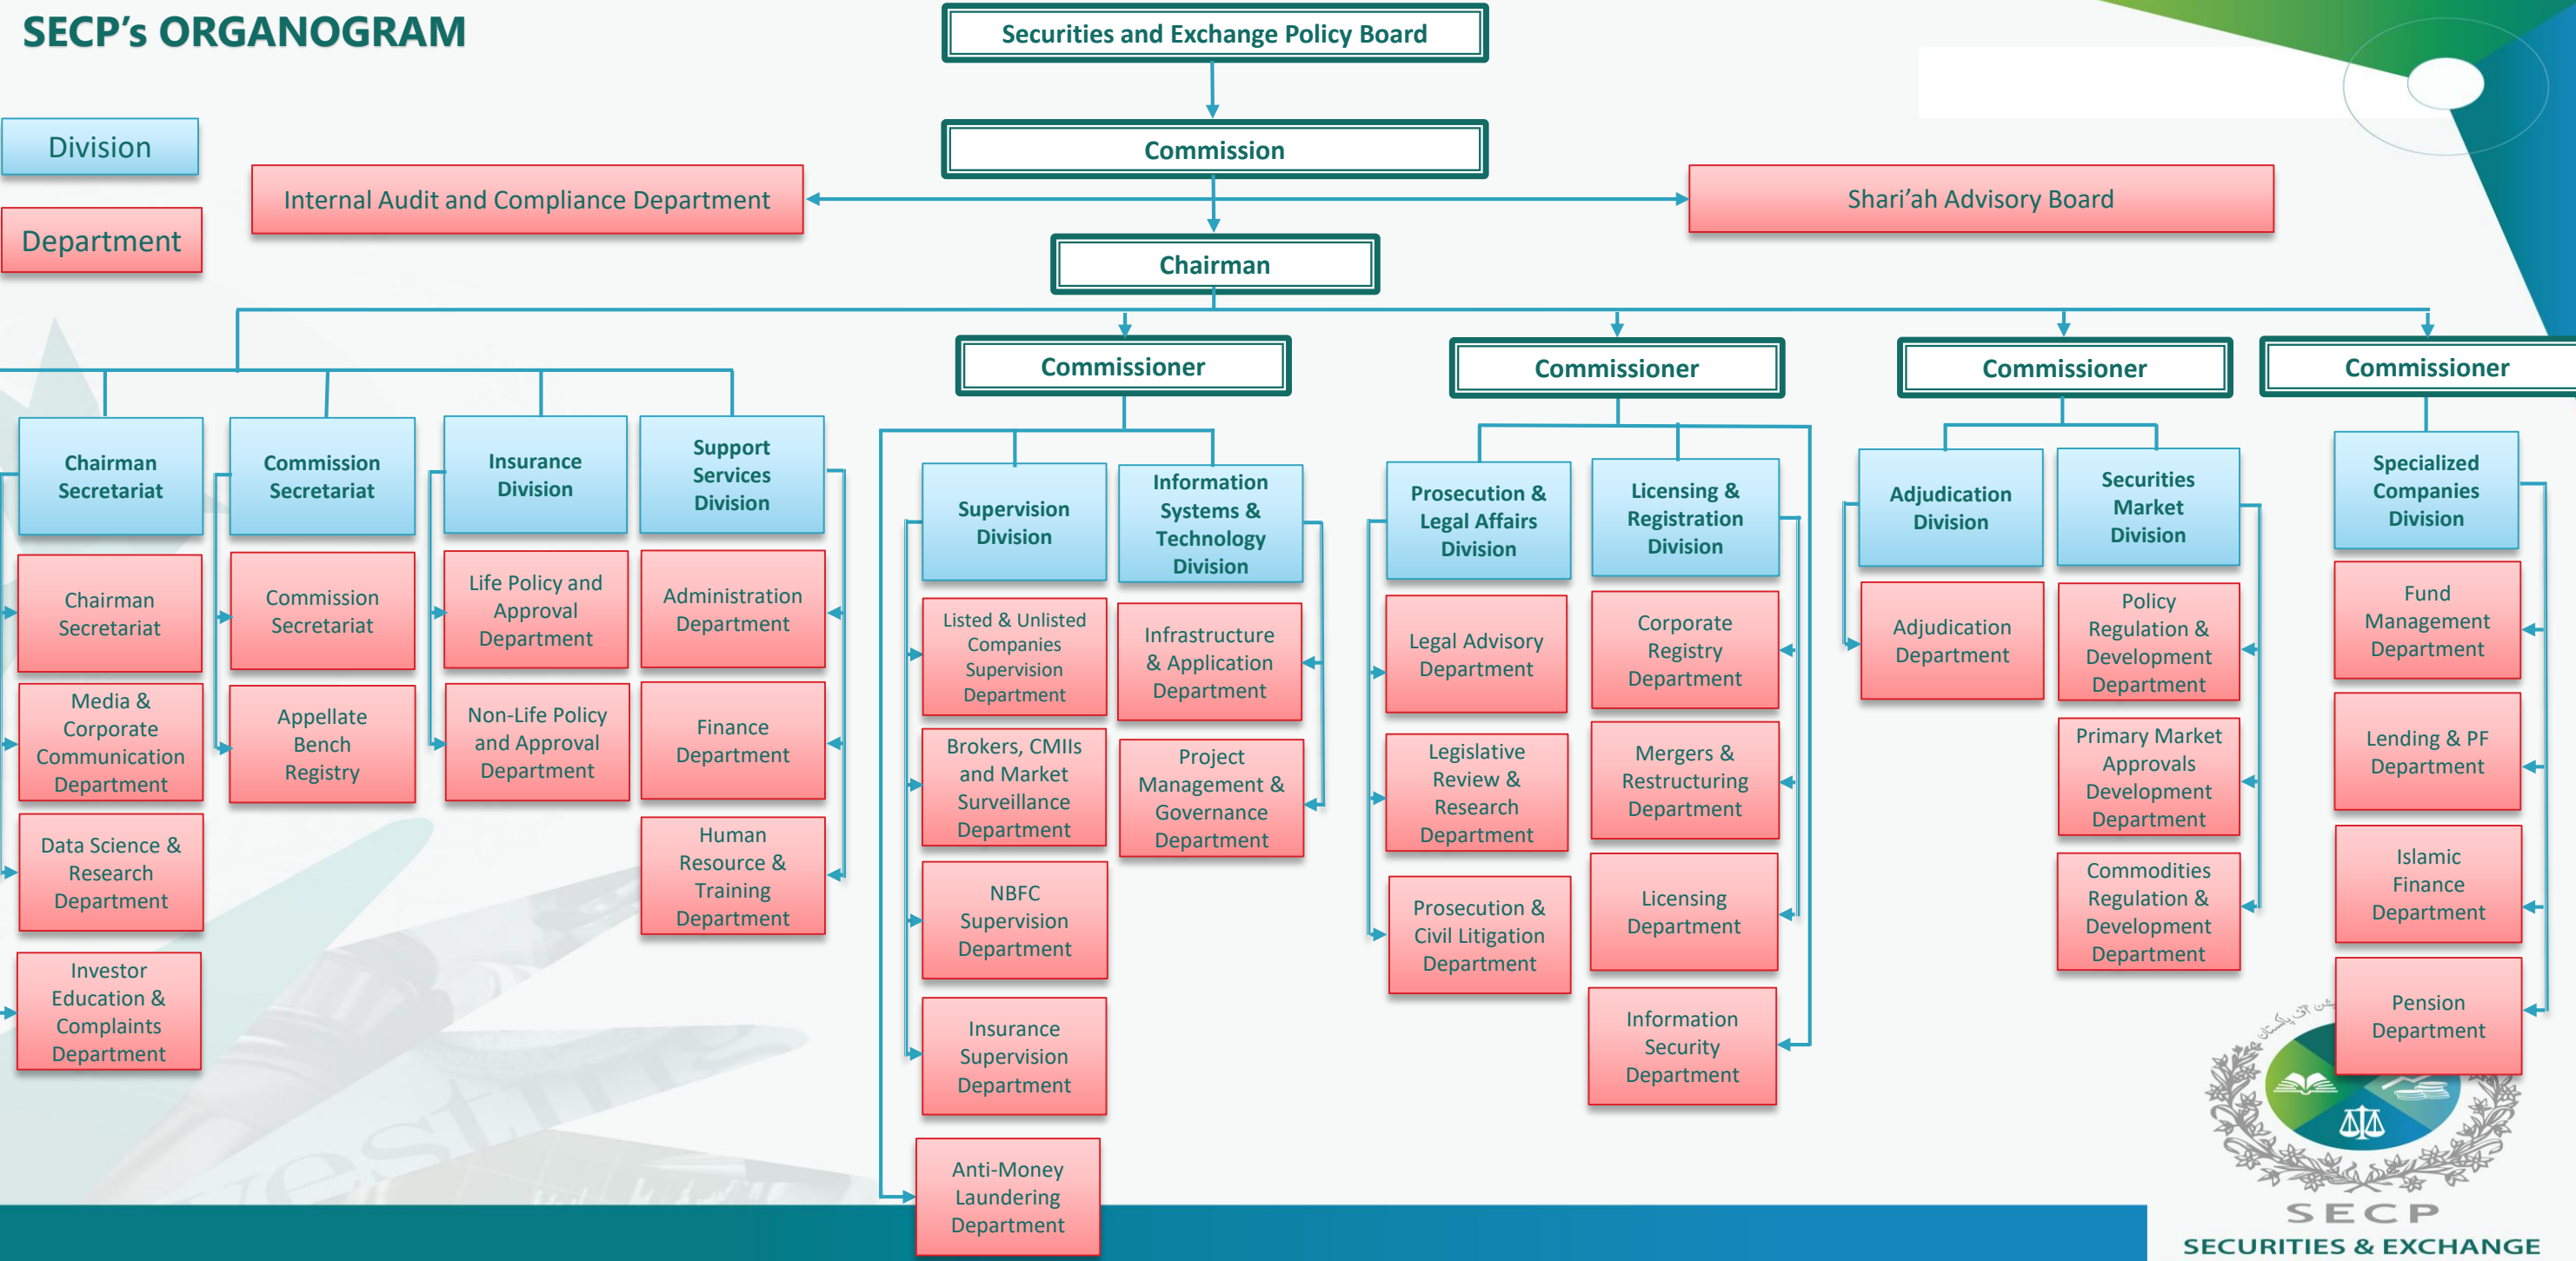 SECP's ORGANOGRAM
Securities and Exchange Policy Board
Division
Department
Commission
Internal Audit and Compliance Department
Shari'ah Advisory Board
Chairman
Commissioner
Commissioner
Commissioner
Commissioner
Chairman
Secretariat
Chairman
Secretariat
Media &
Corporate
Communication
Department
Data Science &
Research
Department
Investor
Education &
Complaints
Department
Commission
Secretariat
Commission
Secretariat
Appellate
Bench
Registry
Insurance
Division
Life Policy and
Approval
Department
Non-Life Policy
and Approval
Department
Support
Services
Division
Administration
Department
Finance
Department
Human
Resource &
Training
Department
Supervision
Division
Listed & Unlisted
Companies
Supervision
Department
Brokers, CMIIs
and Market
Surveillance
Department
NBFC
Supervision
Department
Insurance
Supervision
Department
Anti-Money
Laundering
Department
Information
Systems &
Technology
Division
Infrastructure
& Application
Department
Project
Management &
Governance
Department
Prosecution &
Legal Affairs
Division
Legal Advisory
Department
Legislative
Review &
Research
Department
Prosecution &
Civil Litigation
Department
Licensing &
Registration
Division
Corporate
Registry
Department
Mergers &
Restructuring
Department
Licensing
Department
Information
Security
Department
Adjudication
Division
Adjudication
Department
Securities
Market
Division
Policy
Regulation &
Development
Department
Primary Market
Approvals
Development
Department
Commodities
Regulation &
Development
Department
Specialized
Companies
Division
Fund
Management
Department
Lending & PF
Department
Islamic
Finance
Department
Pension
Department
SECP
SECURITIES & EXCHANGE